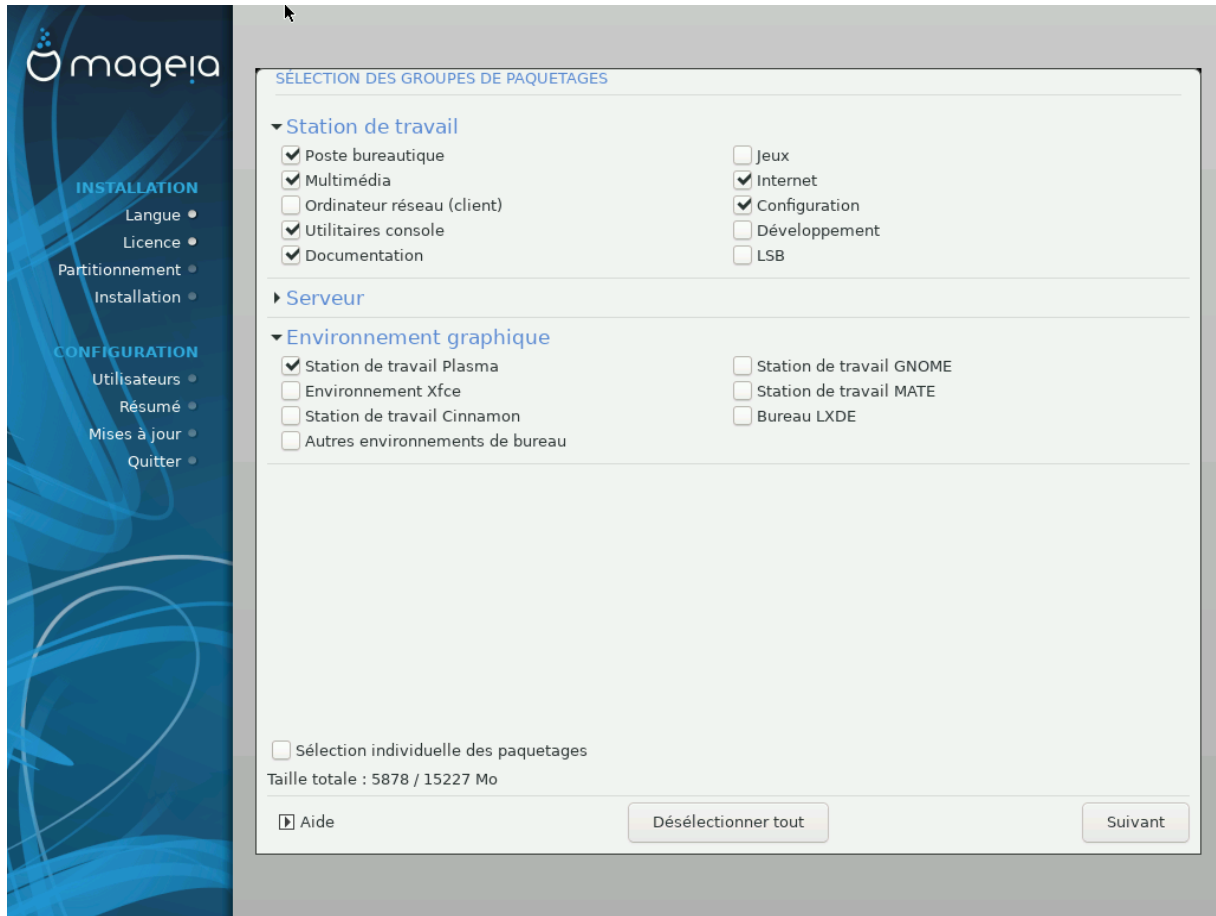 mageia
INSTALLATION
Langue
Licence
Partitionnement
Installation
CONFIGURATION
Utilisateurs
Résumé
Mises à jour
Quitter
SÉLECTION DES GROUPES DE PAQUETAGES
Station de travail
Poste bureautique
Jeux
Multimédia
Internet
Ordinateur réseau (client)
Configuration
Utilitaires console
Développement
Documentation
LSB
Serveur
Environnement graphique
Station de travail Plasma
Station de travail GNOME
Environnement Xfce
Station de travail MATE
Station de travail Cinnamon
Bureau LXDE
Autres environnements de bureau
Sélection individuelle des paquetages
Taille totale : 5878 / 15227 Mo
Aide
Désélectionner tout
Suivant